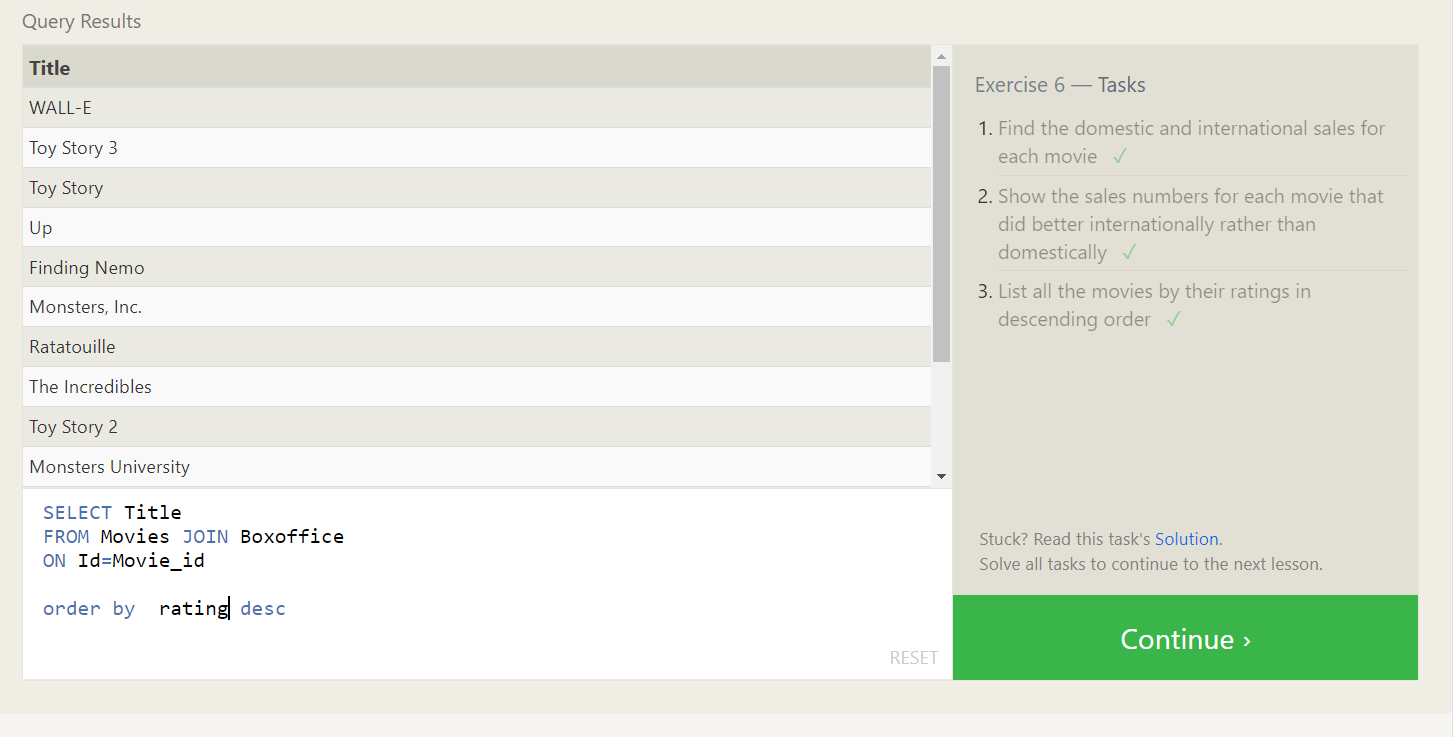 Query Results
Title
WALL-E
Toy Story 3
Toy Story
Up
Finding Nemo
Monsters, Inc.
Ratatouille
The Incredibles
Toy Story 2
Monsters University
SELECT Title
FROM Movies JOIN Boxoffice
ON Id=Movie_id
order by  rating desc
RESET
Exercise 6 — Tasks
1. Find the domestic and international sales for
each movie ✓
2. Show the sales numbers for each movie that
did better internationally rather than
domestically ✓
3. List all the movies by their ratings in
descending order ✓
Stuck? Read this task's Solution.
Solve all tasks to continue to the next lesson.
Continue ›